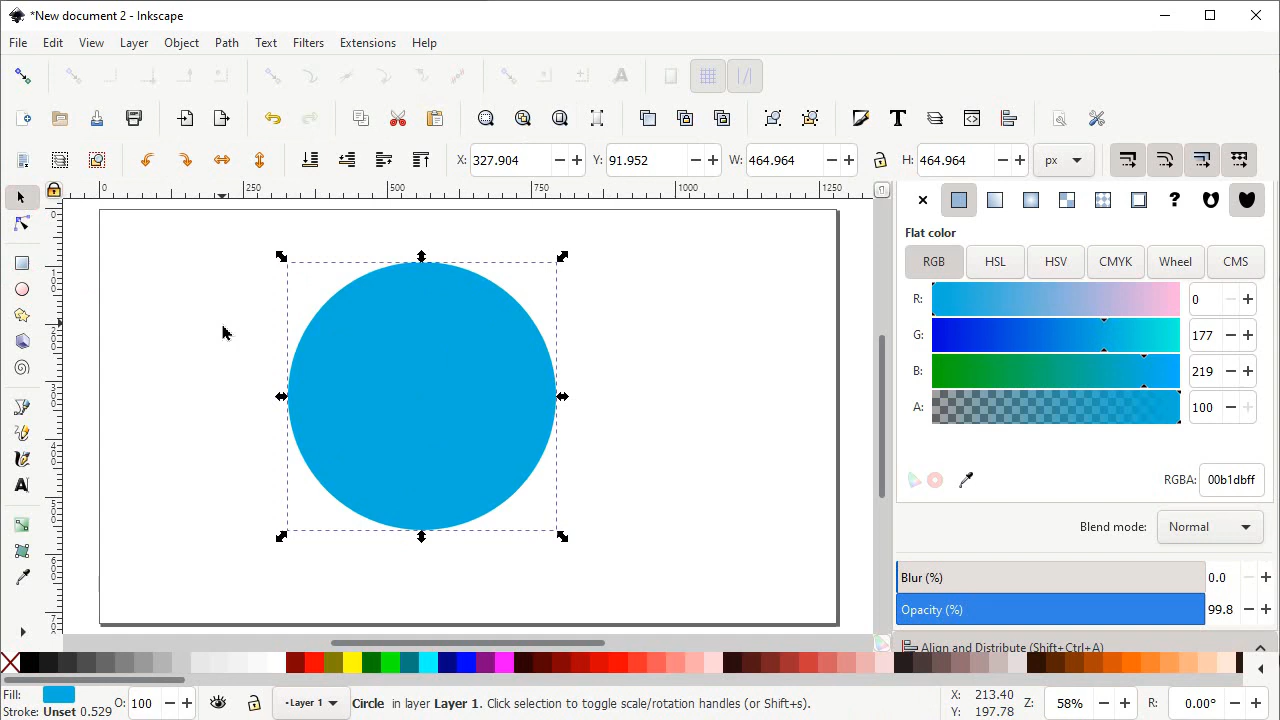 *New document 2 - Inkscape
File Edit View Layer Object Path Text Filters Extensions Help
X: 327.904 Y: 91.952 W: 464.964 H: 464.964 px
0 250 500 750 1000 1250
Flat color
RGB HSL HSV CMYK Wheel CMS
R: 0
G: 177
B: 219
A: 100
RGBA: 00b1dbff
Blend mode: Normal
Blur (%) 0.0
Opacity (%) 99.8
Align and Distribute (Shift+Ctrl+A)
Fill:
Stroke: Unset 0.529
O: 100
Layer 1
Circle in layer Layer 1. Click selection to toggle scale/rotation handles (or Shift+s).
X: 213.40
Y: 197.78
Z: 58%
R: 0.00°